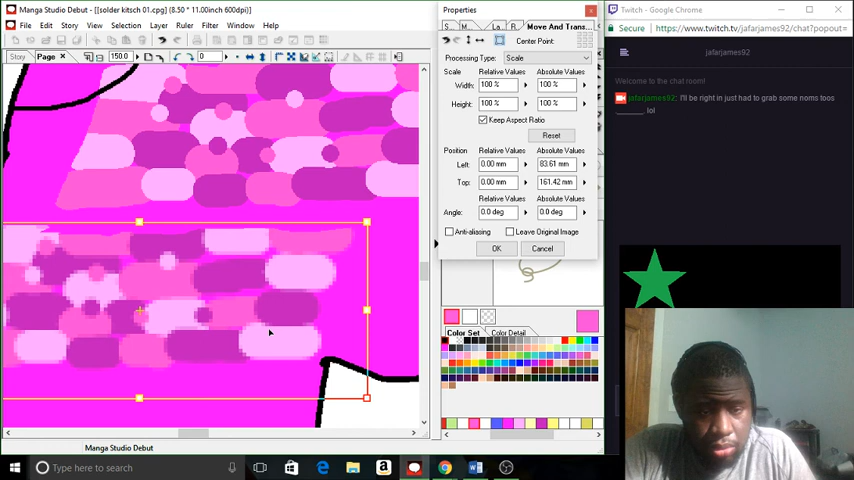 Manga Studio Debut - [[solder kitsch 01.cpg] (8.50 * 11.00inch 600dpi)]
File Edit Story Selection Layer Ruler Filter Window
150.0
0
Story Page
Properties
S... M... La... R... Move And Trans...
Center Point:
Processing Type: Scale
Scale Relative Values Absolute Values
Width: 100 % 100 %
Height: 100 % 100 %
Keep Aspect Ratio
Reset
Position Relative Values Absolute Values
Left: 0.00 mm 83.61 mm
Top: 0.00 mm 161.42 mm
Relative Values Absolute Values
Angle: 0.0 deg 0.0 deg
Anti-aliasing Leave Original Image
OK Cancel
Color Set Color Detail
Manga Studio Debut
Type here to search
Twitch - Google Chrome
Secure https://www.twitch.tv/jafarjames92/chat?popout=
jafarjames92
Welcome to the chat room!
jafarjames92: I'll be right in just had to grab some noms toos
lol